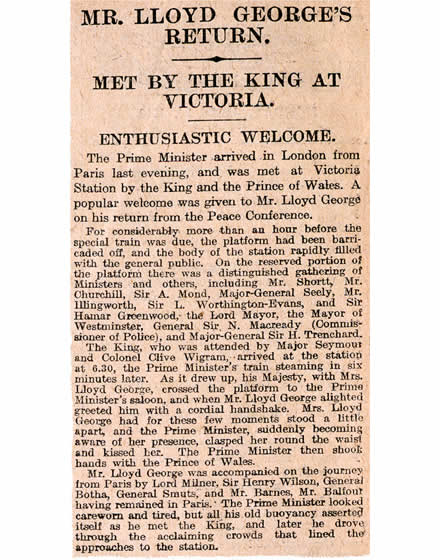 MR. LLOYD GEORGE'S
RETURN.
MET BY THE KING AT
VICTORIA.
ENTHUSIASTIC WELCOME.
The Prime Minister arrived in London from
Paris last evening, and was met at Victoria
Station by the King and the Prince of Wales. A
popular welcome was given to Mr. Lloyd George
on his return from the Peace Conference.
For considerably more than an hour before the
special train was due, the platform had been barri-
caded off, and the body of the station rapidly filled
with the general public. On the reserved portion of
the platform there was a distinguished gathering of
Ministers and others, including Mr. Shortt, Mr.
Churchill, Sir A. Mond, Major-General Seely, Mr.
Illingworth, Sir L. Worthington-Evans, and Sir
Hamar Greenwood, the Lord Mayor, the Mayor of
Westminster, General Sir N. Macready (Commis-
sioner of Police), and Major-General Sir H. Trenchard.
The King, who was attended by Major Seymour
and Colonel Clive Wigram, arrived at the station
at 6.30, the Prime Minister's train steaming in six
minutes later. As it drew up, his Majesty, with Mrs.
Lloyd George, crossed the platform to the Prime
Minister's saloon, and when Mr. Lloyd George alighted
greeted him with a cordial handshake. Mrs. Lloyd
George had for these few moments stood a little
apart, and the Prime Minister, suddenly becoming
aware of her presence, clasped her round the waist
and kissed her. The Prime Minister then shook
hands with the Prince of Wales.
Mr. Lloyd George was accompanied on the journey
from Paris by Lord Milner, Sir Henry Wilson, General
Botha, General Smuts, and Mr. Barnes, Mr. Balfour
having remained in Paris. The Prime Minister looked
careworn and tired, but all his old buoyancy asserted
itself as he met the King, and later he drove
through the acclaiming crowds that lined the
approaches to the station.